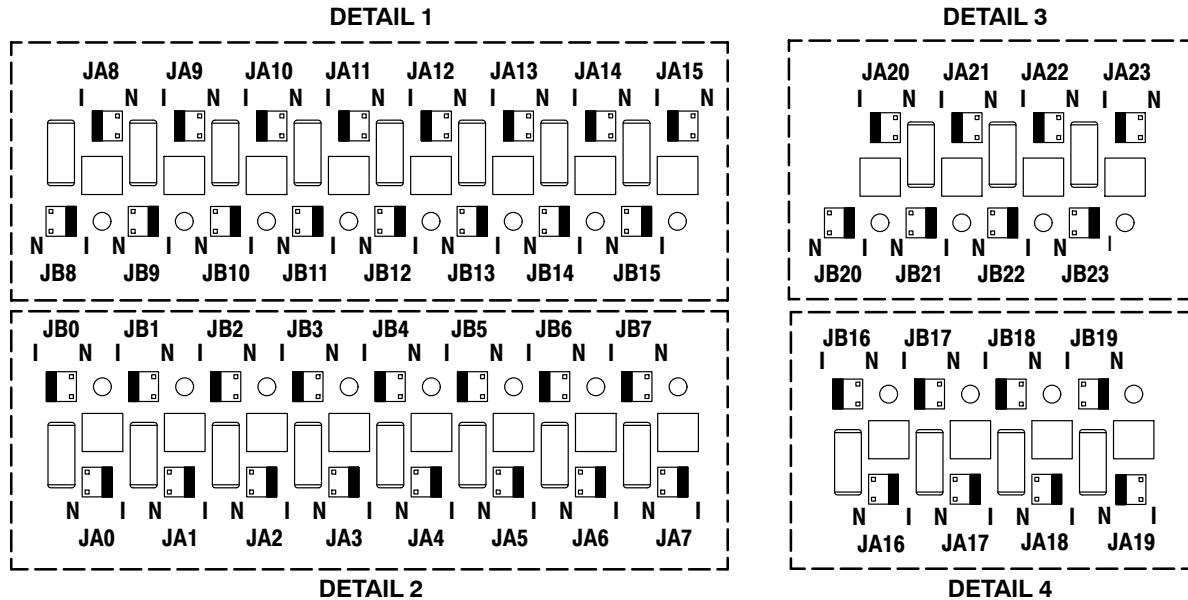 DETAIL 1
JA8 JA9 JA10 JA11 JA12 JA13 JA14 JA15
I N I N I N I N I N I N I N I N
N I N I N I N I N I N I N I N I
JB8 JB9 JB10 JB11 JB12 JB13 JB14 JB15
JB0 JB1 JB2 JB3 JB4 JB5 JB6 JB7
I N I N I N I N I N I N I N I N
N I N I N I N I N I N I N I N I
JA0 JA1 JA2 JA3 JA4 JA5 JA6 JA7
DETAIL 2
DETAIL 3
JA20 JA21 JA22 JA23
I N I N I N I N
N I N I N I N I
JB20 JB21 JB22 JB23
JB16 JB17 JB18 JB19
I N I N I N I N
N I N I N I N I
JA16 JA17 JA18 JA19
DETAIL 4